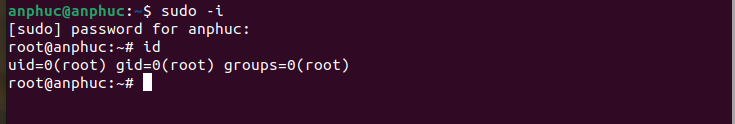 anphuc@anphuc:~$ sudo -i
[sudo] password for anphuc:
root@anphuc:~# id
uid=0(root) gid=0(root) groups=0(root)
root@anphuc:~#